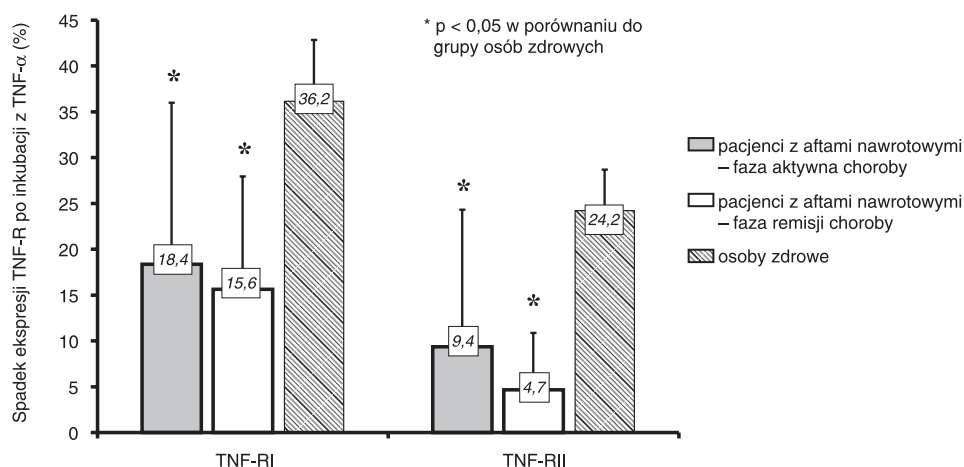 Spadek ekspresji TNF-R po inkubacji z TNF-α (%)
45
40
35
30
25
20
15
10
5
0
* p < 0,05 w porównaniu do
grupy osób zdrowych
*
18,4
*
15,6
36,2
*
9,4
*
4,7
24,2
TNF-RI
TNF-RII
pacjenci z aftami nawrotowymi
– faza aktywna choroby
pacjenci z aftami nawrotowymi
– faza remisji choroby
osoby zdrowe